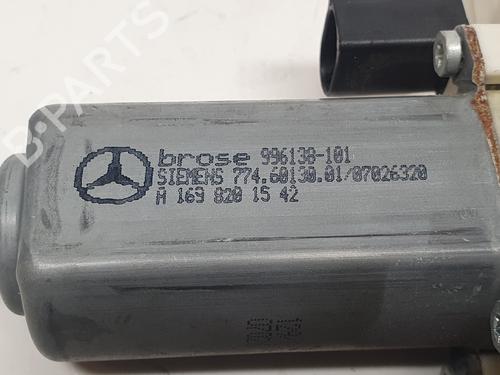 B-PARTS
brose 996138-101
SIEMENS 774.60130.01/07026320
A 169 820 15 42